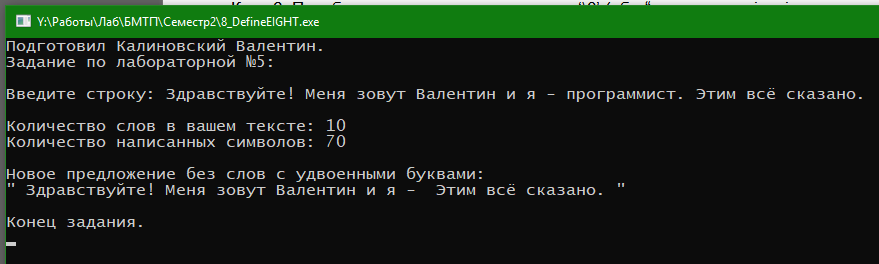 Y:\Работы\Лаб\БМТП\Семестр2\8_DefineEIGHT.exe
Подготовил Калиновский Валентин.
Задание по лабораторной №5:
Введите строку: Здравствуйте! Меня зовут Валентин и я - программист. Этим всё сказано.
Количество слов в вашем тексте: 10
Количество написанных символов: 70
Новое предложение без слов с удвоенными буквами:
" Здравствуйте! Меня зовут Валентин и я -  Этим всё сказано. "
Конец задания.